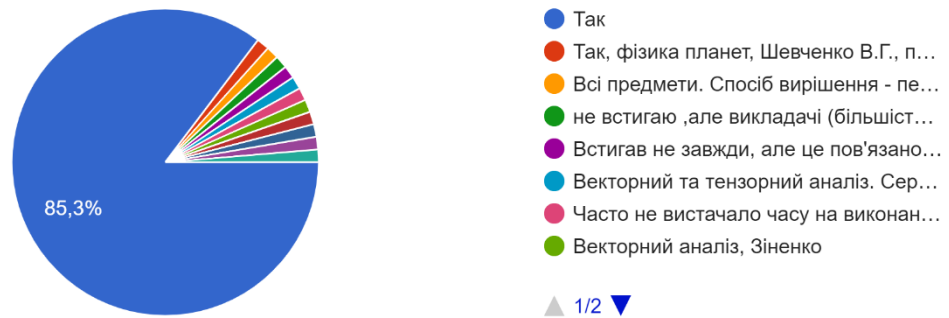 85,3%
Так
Так, фізика планет, Шевченко В.Г., п...
Всі предмети. Спосіб вирішення - пе...
не встигаю ,але викладачі (більшіст...
Встигав не завжди, але це пов'язано...
Векторний та тензорний аналіз. Сер...
Часто не вистачало часу на виконан...
Векторний аналіз, Зіненко
1/2